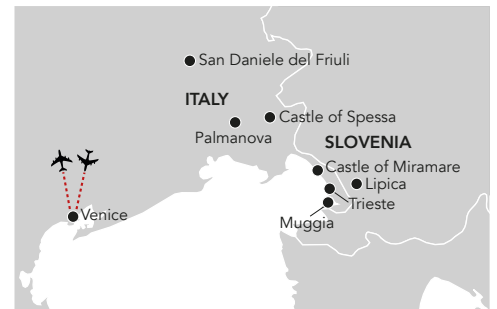 San Daniele del Friuli
ITALY
Castle of Spessa
Palmanova
SLOVENIA
Castle of Miramare
Lipica
Trieste
Venice
Muggia